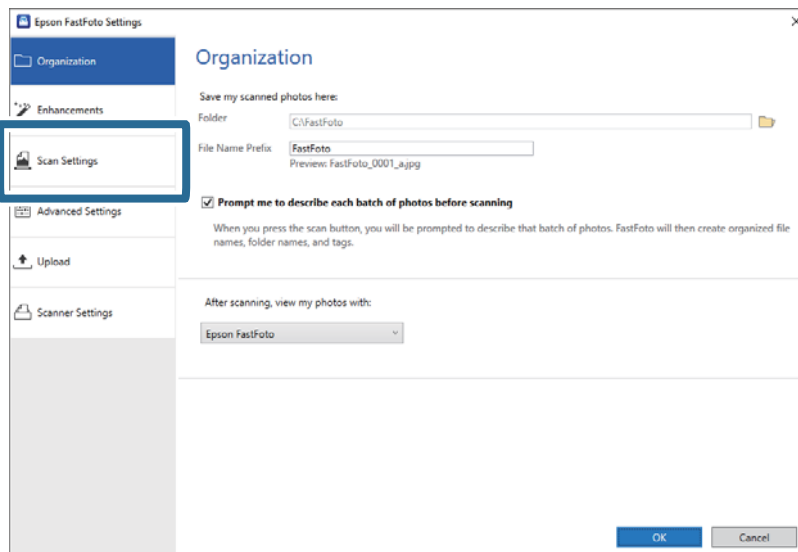 Epson FastFoto Settings
Organization
Enhancements
Scan Settings
Advanced Settings
Upload
Scanner Settings
Organization
Save my scanned photos here:
Folder
C:\FastFoto
File Name Prefix
FastFoto
Preview: FastFoto_0001_a.jpg
Prompt me to describe each batch of photos before scanning
When you press the scan button, you will be prompted to describe that batch of photos. FastFoto will then create organized file
names, folder names, and tags.
After scanning, view my photos with:
Epson FastFoto
OK
Cancel